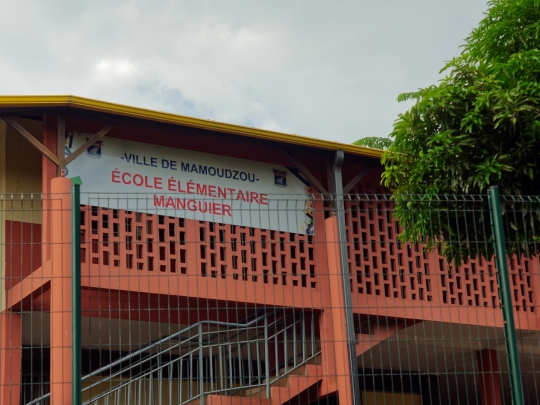 -VILLE DE MAMOUDZOU-
ÉCOLE ÉLÉMENTAIRE
MANGUIER